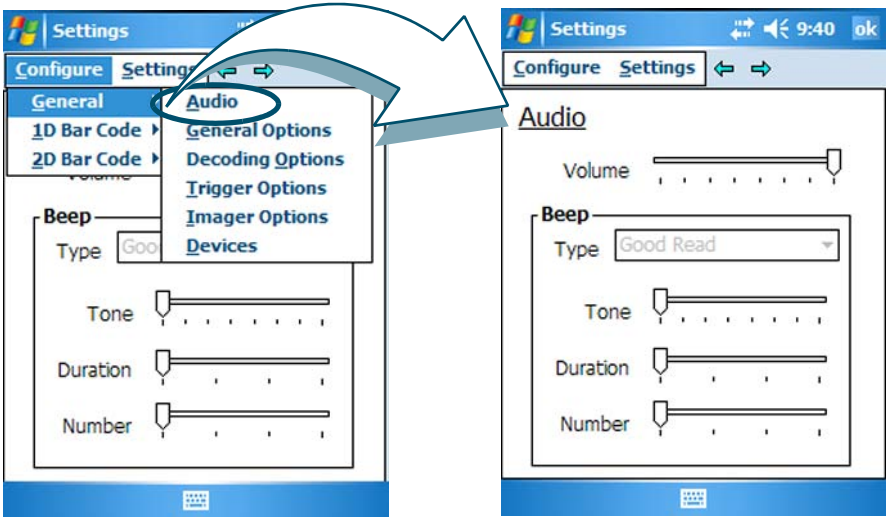 Settings
Configure Settings
General
Audio
1D Bar Code
General Options
2D Bar Code
Decoding Options
Trigger Options
Imager Options
Devices
Beep
Type Goo
Tone
Duration
Number
Settings 9:40 ok
Configure Settings
Audio
Volume
Beep
Type Good Read
Tone
Duration
Number